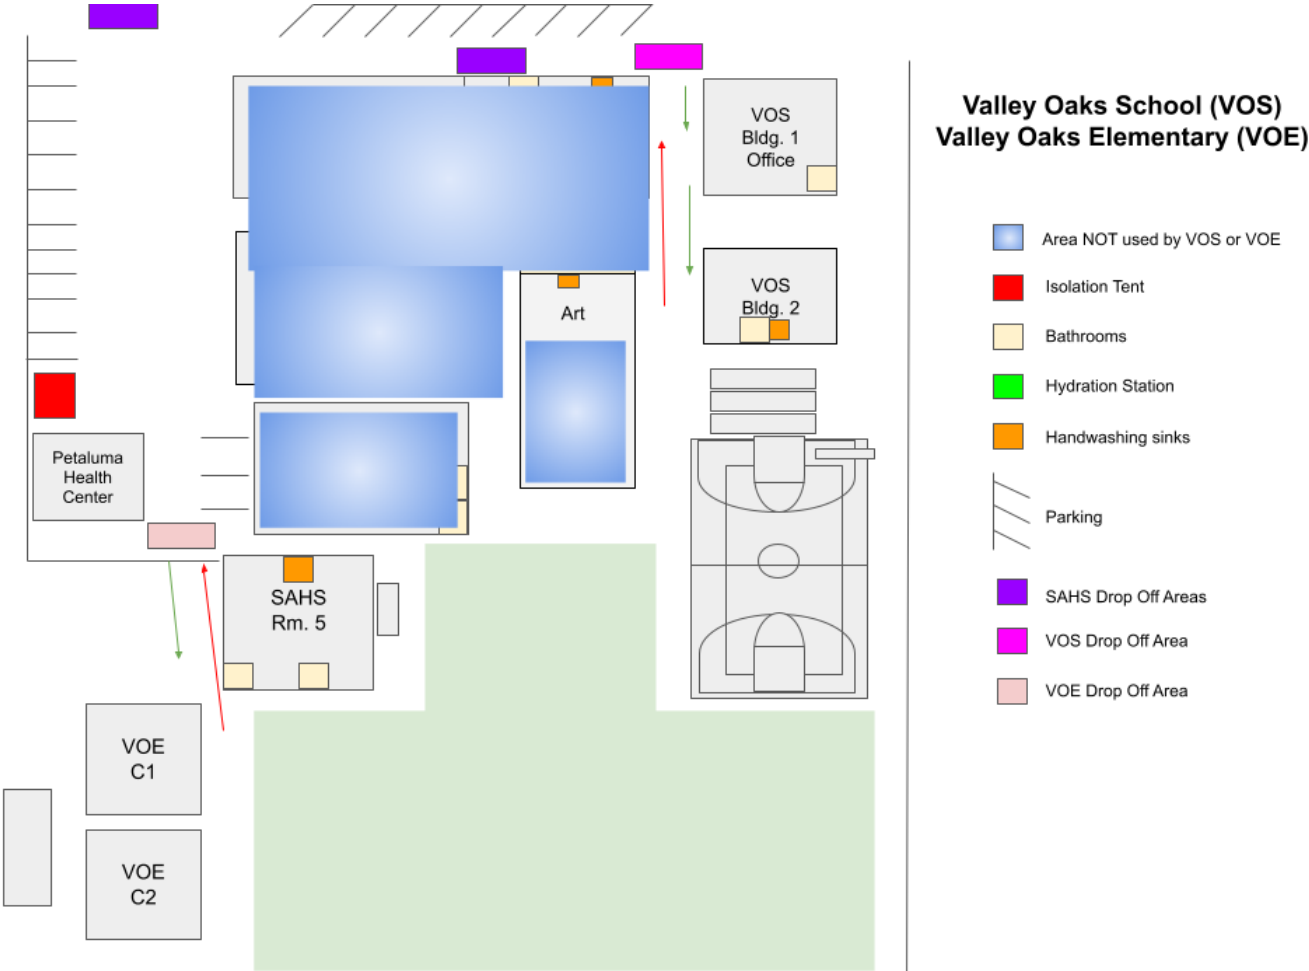 Valley Oaks School (VOS)
Valley Oaks Elementary (VOE)
VOS
Bldg. 1
Office
VOS
Bldg. 2
Art
Petaluma
Health
Center
SAHS
Rm. 5
VOE
C1
VOE
C2
Area NOT used by VOS or VOE
Isolation Tent
Bathrooms
Hydration Station
Handwashing sinks
Parking
SAHS Drop Off Areas
VOS Drop Off Area
VOE Drop Off Area